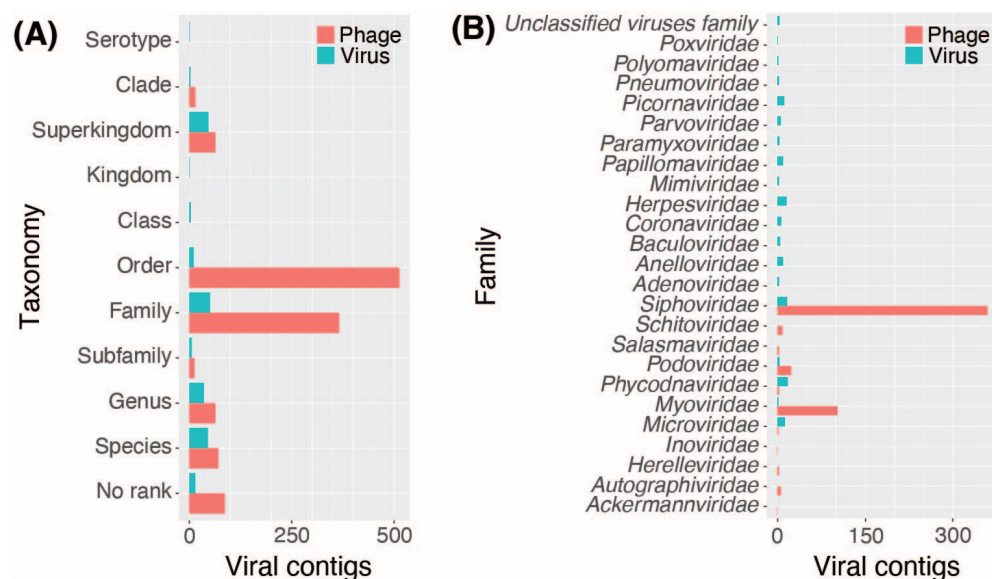 (A)
Phage
Virus
Taxonomy
Serotype
Clade
Superkingdom
Kingdom
Class
Order
Family
Subfamily
Genus
Species
No rank
0
250
500
Viral contigs
(B)
Phage
Virus
Family
Unclassified viruses family
Poxviridae
Polyomaviridae
Pneumoviridae
Picornaviridae
Parvoviridae
Paramyxoviridae
Papillomaviridae
Mimiviridae
Herpesviridae
Coronaviridae
Baculoviridae
Anelloviridae
Adenoviridae
Siphoviridae
Schitoviridae
Salasmaviridae
Podoviridae
Phycodnaviridae
Myoviridae
Microviridae
Inoviridae
Herelleviridae
Autographiviridae
Ackermannviridae
0
150
300
Viral contigs